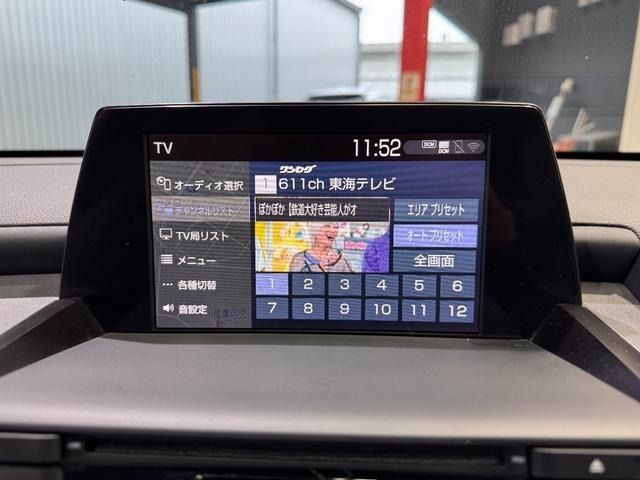 TV
11:52
DCM
DCM
ワンセグ
オーディオ選択
1 611ch 東海テレビ
チャンネルリスト
ぽかぽか【鉄道大好き芸能人がオ
エリア プリセット
TV局リスト
オート プリセット
メニュー
全画面
各種切替
1 2 3 4 5 6
音設定
7 8 9 10 11 12